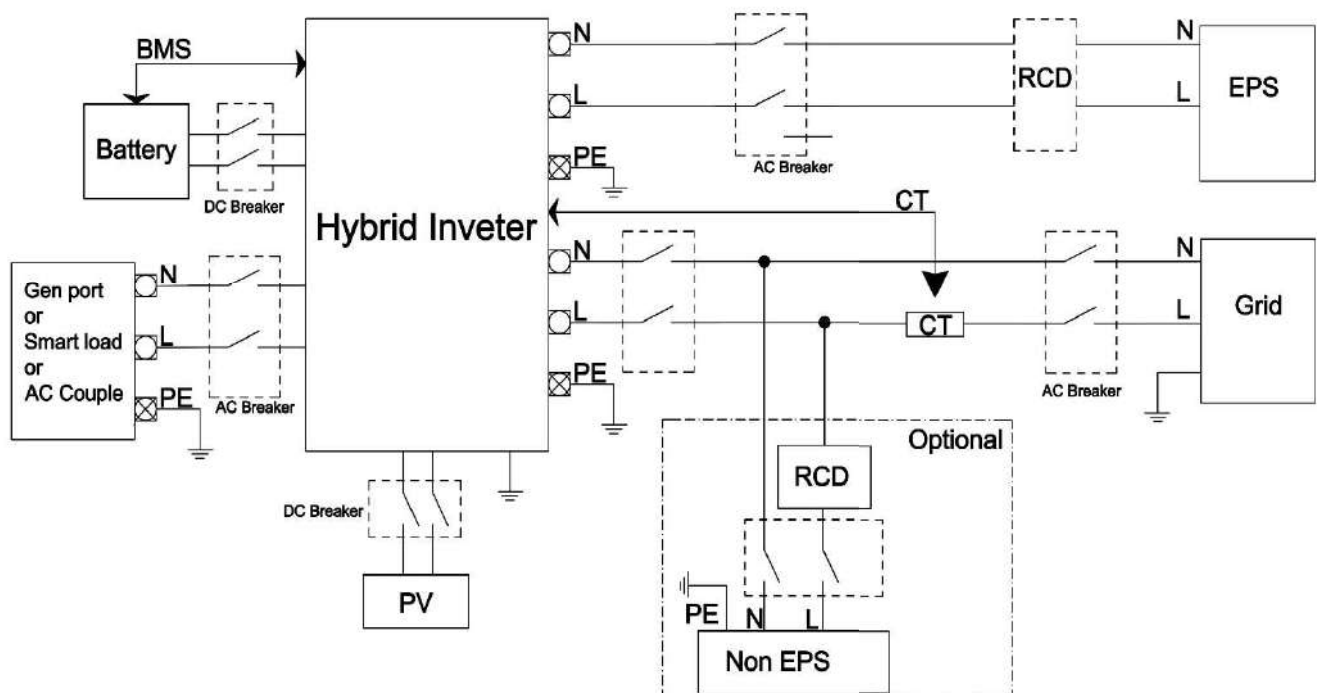 BMS
Battery
DC Breaker
Hybrid Inveter
N
L
PE
AC Breaker
RCD
N
L
EPS
CT
N
L
PE
CT
AC Breaker
N
L
Grid
Gen port
or
Smart load
or
AC Couple
N
L
PE
AC Breaker
DC Breaker
PV
Optional
RCD
PE
N
L
Non EPS